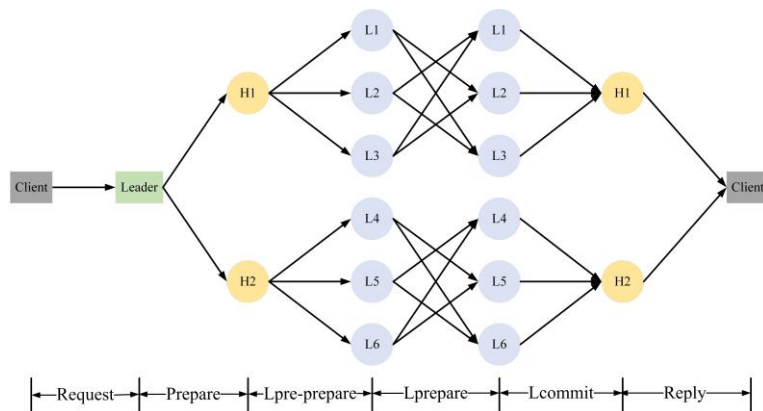 L1 L1
H1 L2 L2 H1
L3 L3
Client Leader Client
L4 L4
H2 L5 L5 H2
L6 L6
Request Prepare Lpre-prepare Lprepare Lcommit Reply